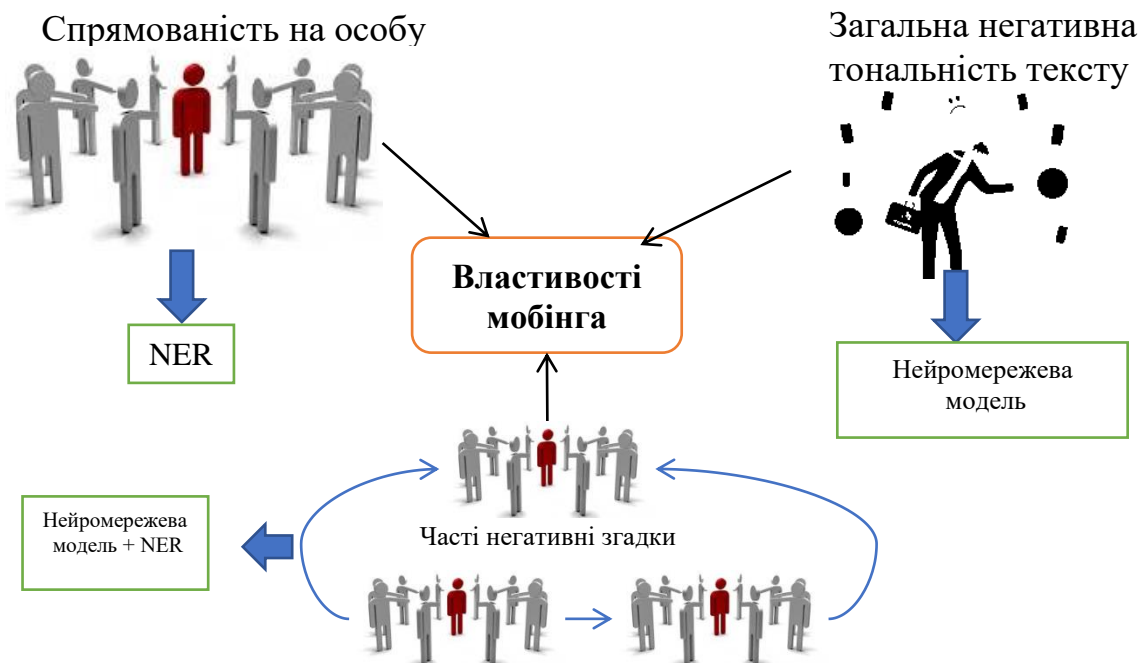 Спрямованість на особу
Загальна негативна
тональність тексту
Властивості
мобінга
NER
Нейромережева
модель
Нейромережева
модель + NER
Часті негативні згадки